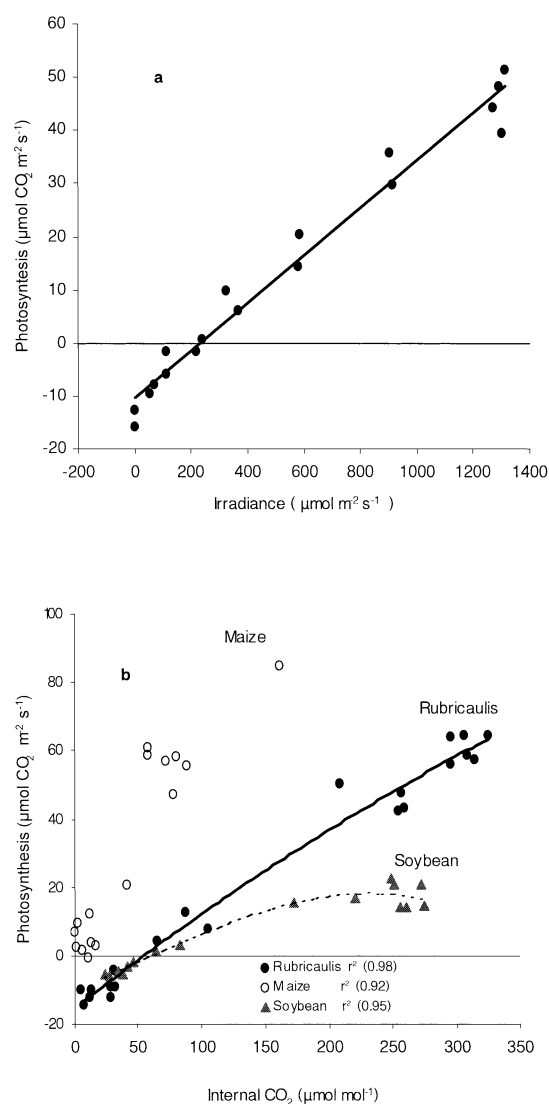 60
a
50
40
30
20
10
0
-10
-20
-200 0 200 400 600 800 1000 1200 1400
Photosyntesis (µmol CO2 m-2 s-1)
Irradiance ( µmol m-2 s-1 )
100
Maize
b
80
Rubricaulis
60
40
Soybean
20
0
Rubricaulis r2 (0.98)
Maize r2 (0.92)
Soybean r2 (0.95)
-20
0 50 100 150 200 250 300 350
Photosynthesis (µmol CO2 m-2 s-1)
Internal CO2 (µmol mol-1)